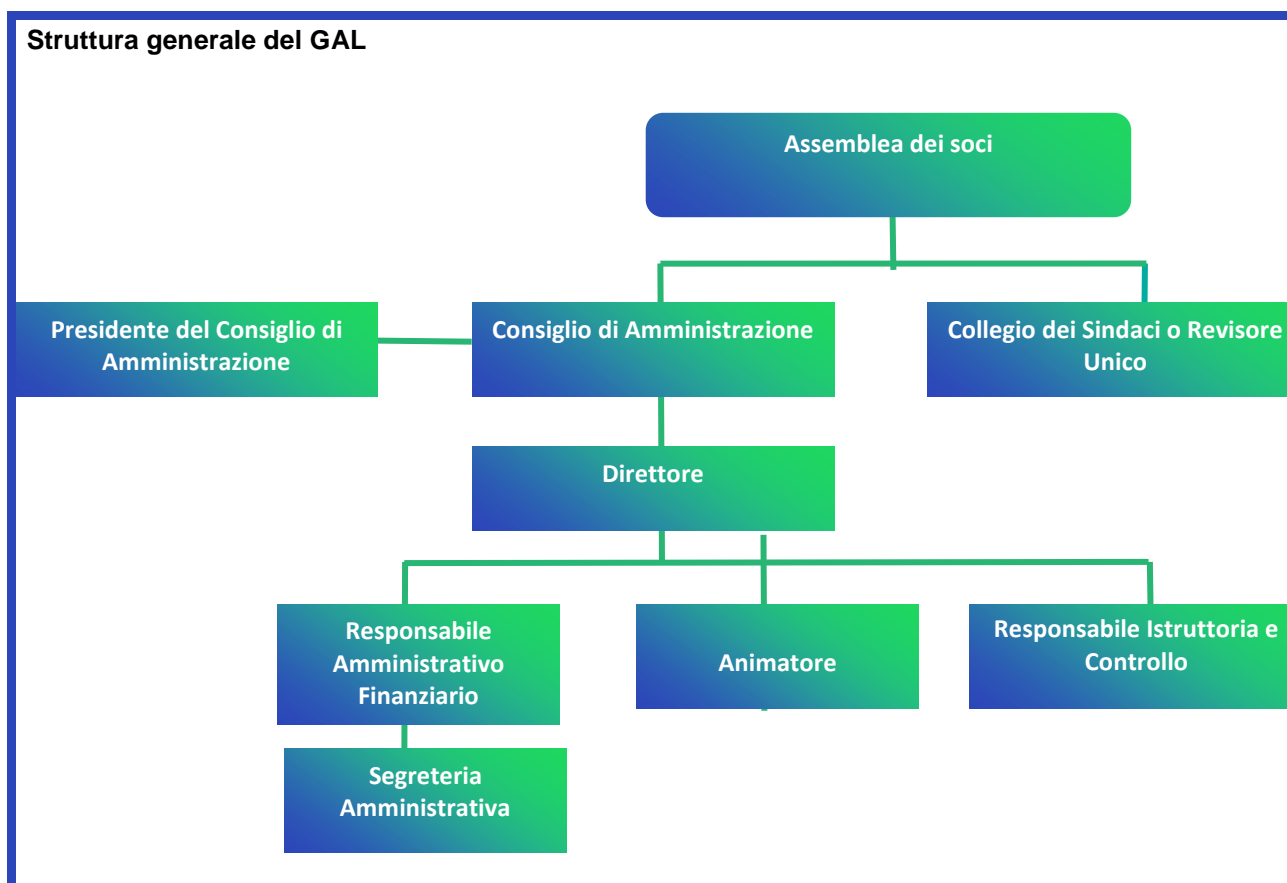 Struttura generale del GAL
Assemblea dei soci
Presidente del Consiglio di
Amministrazione
Consiglio di Amministrazione
Collegio dei Sindaci o Revisore
Unico
Direttore
Responsabile
Amministrativo
Finanziario
Animatore
Responsabile Istruttoria e
Controllo
Segreteria
Amministrativa